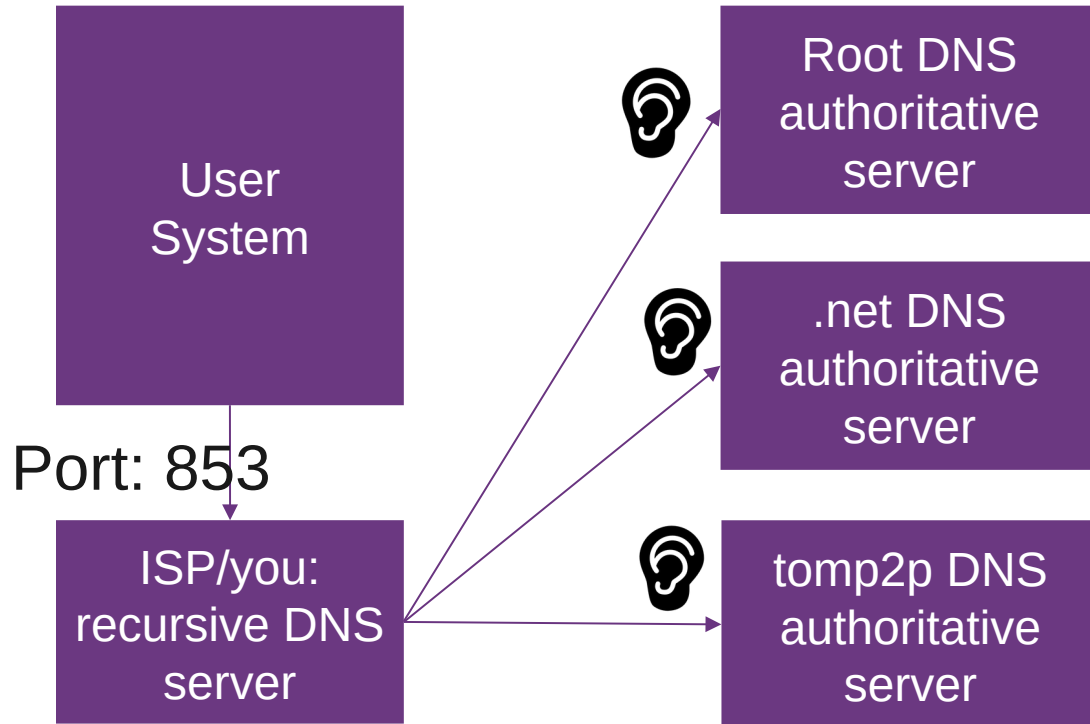 User
System
Port: 853
ISP/you:
recursive DNS
server
Root DNS
authoritative
server
.net DNS
authoritative
server
tomp2p DNS
authoritative
server